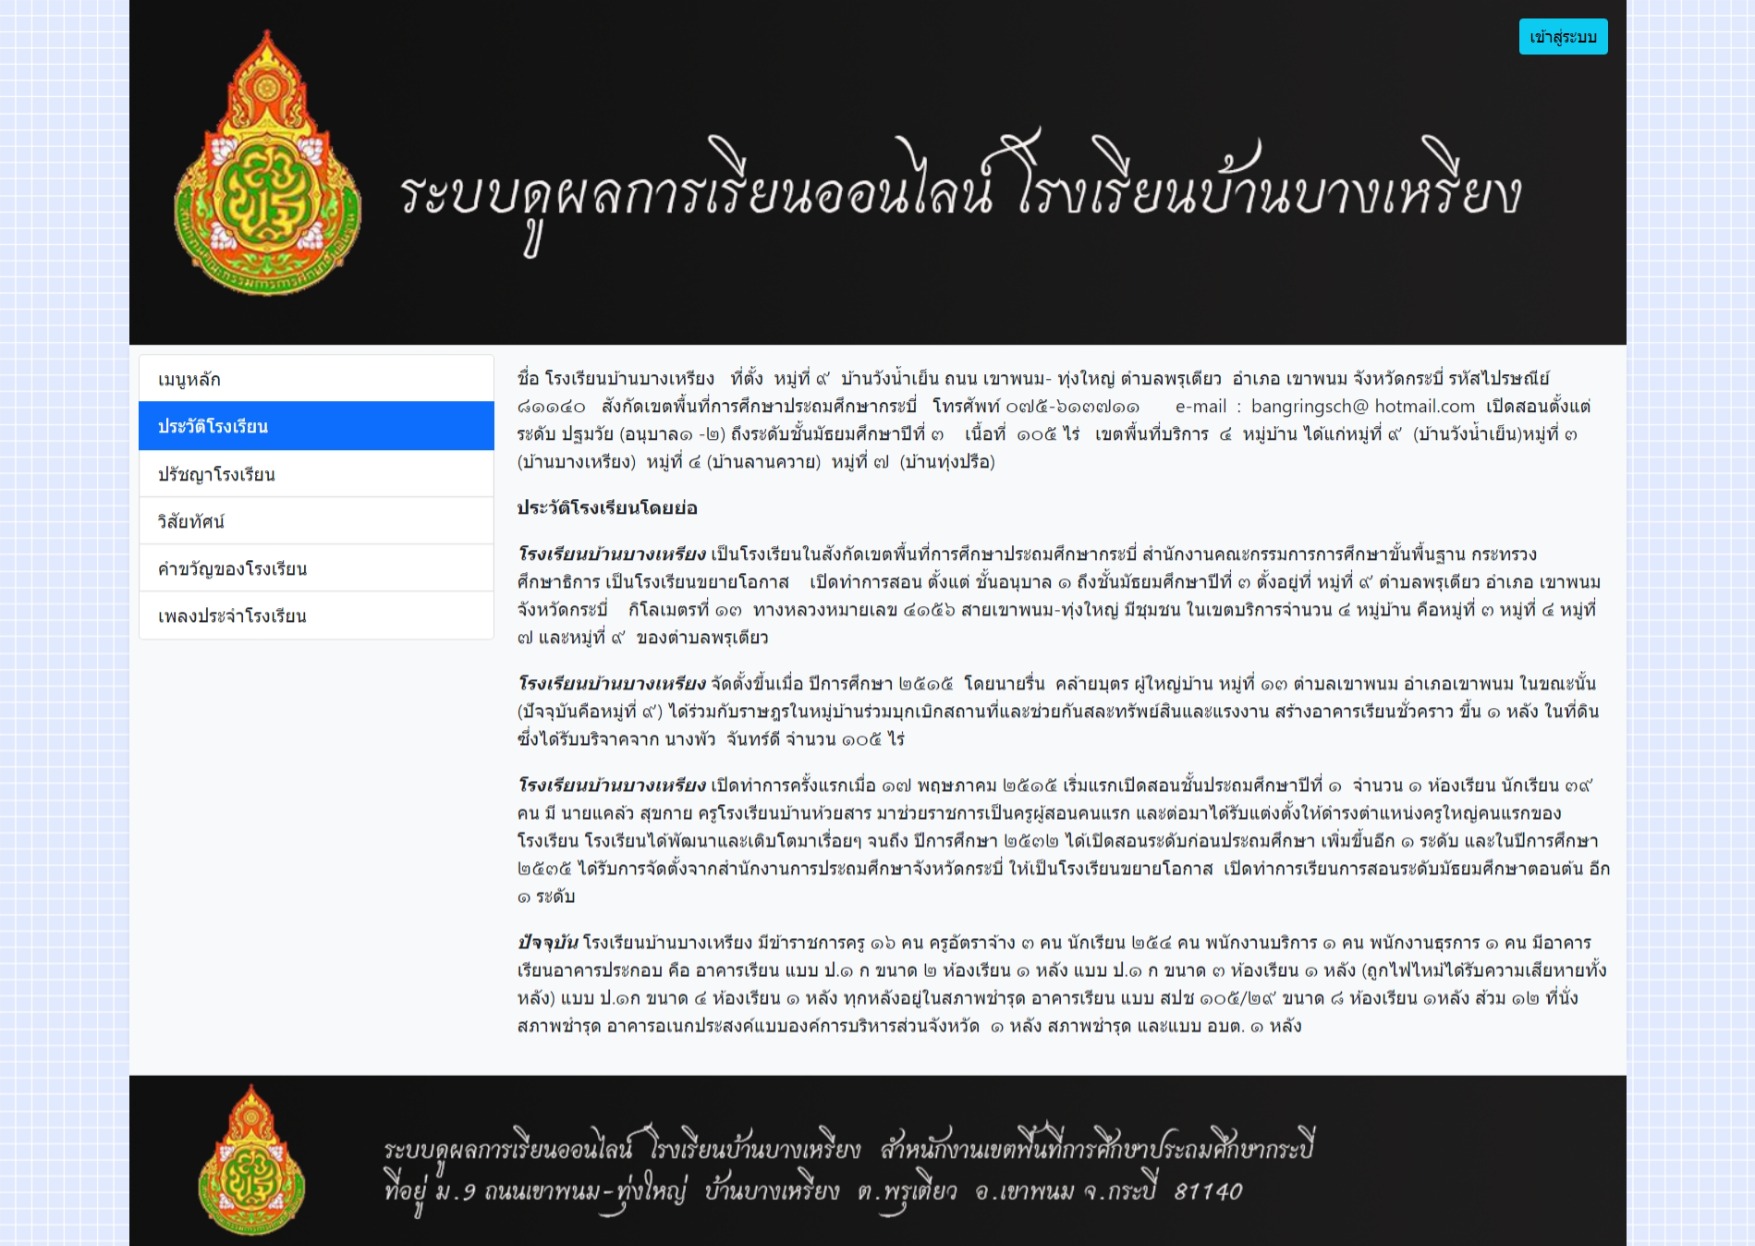 เข้าสู่ระบบ
ระบบดูผลการเรียนออนไลน์ โรงเรียนบ้านบางเหรียง
เมนูหลัก
ประวัติโรงเรียน
ปรัชญาโรงเรียน
วิสัยทัศน์
คำขวัญของโรงเรียน
เพลงประจำโรงเรียน
ชื่อ โรงเรียนบ้านบางเหรียง ที่ตั้ง หมู่ที่ ๙ บ้านวังน้ำเย็น ถนน เขาพนม- ทุ่งใหญ่ ตำบลพรุเตียว อำเภอ เขาพนม จังหวัดกระบี่ รหัสไปรษณีย์
๘๑๑๔๐ สังกัดเขตพื้นที่การศึกษาประถมศึกษากระบี่ โทรศัพท์ ๐๗๕-๖๑๓๗๑๑ e-mail : bangringsch@ hotmail.com เปิดสอนตั้งแต่
ระดับ ปฐมวัย (อนุบาล๑ -๒) ถึงระดับชั้นมัธยมศึกษาปีที่ ๓ เนื้อที่ ๑๐๕ ไร่ เขตพื้นที่บริการ ๔ หมู่บ้าน ได้แก่หมู่ที่ ๙ (บ้านวังน้ำเย็น)หมู่ที่ ๓
(บ้านบางเหรียง) หมู่ที่ ๔ (บ้านลานควาย) หมู่ที่ ๗ (บ้านทุ่งปรือ)
ประวัติโรงเรียนโดยย่อ
โรงเรียนบ้านบางเหรียง เป็นโรงเรียนในสังกัดเขตพื้นที่การศึกษาประถมศึกษากระบี่ สำนักงานคณะกรรมการการศึกษาขั้นพื้นฐาน กระทรวง
ศึกษาธิการ เป็นโรงเรียนขยายโอกาส เปิดทำการสอน ตั้งแต่ ชั้นอนุบาล ๑ ถึงชั้นมัธยมศึกษาปีที่ ๓ ตั้งอยู่ที่ หมู่ที่ ๙ ตำบลพรุเตียว อำเภอ เขาพนม
จังหวัดกระบี่ กิโลเมตรที่ ๑๓ ทางหลวงหมายเลข ๔๑๕๖ สายเขาพนม-ทุ่งใหญ่ มีชุมชน ในเขตบริการจำนวน ๔ หมู่บ้าน คือหมู่ที่ ๓ หมู่ที่ ๔ หมู่ที่
๗ และหมู่ที่ ๙ ของตำบลพรุเตียว
โรงเรียนบ้านบางเหรียง จัดตั้งขึ้นเมื่อ ปีการศึกษา ๒๕๑๕ โดยนายรื่น คล้ายบุตร ผู้ใหญ่บ้าน หมู่ที่ ๑๓ ตำบลเขาพนม อำเภอเขาพนม ในขณะนั้น
(ปัจจุบันคือหมู่ที่ ๙) ได้ร่วมกับราษฎรในหมู่บ้านร่วมบุกเบิกสถานที่และช่วยกันสละทรัพย์สินและแรงงาน สร้างอาคารเรียนชั่วคราว ขึ้น ๑ หลัง ในที่ดิน
ซึ่งได้รับบริจาคจาก นางพัว จันทร์ดี จำนวน ๑๐๕ ไร่
โรงเรียนบ้านบางเหรียง เปิดทำการครั้งแรกเมื่อ ๑๗ พฤษภาคม ๒๕๑๕ เริ่มแรกเปิดสอนชั้นประถมศึกษาปีที่ ๑ จำนวน ๑ ห้องเรียน นักเรียน ๓๙
คน มี นายแคล้ว สุขกาย ครูโรงเรียนบ้านห้วยสาร มาช่วยราชการเป็นครูผู้สอนคนแรก และต่อมาได้รับแต่งตั้งให้ดำรงตำแหน่งครูใหญ่คนแรกของ
โรงเรียน โรงเรียนได้พัฒนาและเติบโตมาเรื่อยๆ จนถึง ปีการศึกษา ๒๕๓๒ ได้เปิดสอนระดับก่อนประถมศึกษา เพิ่มขึ้นอีก ๑ ระดับ และในปีการศึกษา
๒๕๓๕ ได้รับการจัดตั้งจากสำนักงานการประถมศึกษาจังหวัดกระบี่ ให้เป็นโรงเรียนขยายโอกาส เปิดทำการเรียนการสอนระดับมัธยมศึกษาตอนต้น อีก
๑ ระดับ
ปัจจุบัน โรงเรียนบ้านบางเหรียง มีข้าราชการครู ๑๖ คน ครูอัตราจ้าง ๓ คน นักเรียน ๒๕๔ คน พนักงานบริการ ๑ คน พนักงานธุรการ ๑ คน มีอาคาร
เรียนอาคารประกอบ คือ อาคารเรียน แบบ ป.๑ ก ขนาด ๒ ห้องเรียน ๑ หลัง แบบ ป.๑ ก ขนาด ๓ ห้องเรียน ๑ หลัง (ถูกไฟไหม้ได้รับความเสียหายทั้ง
หลัง) แบบ ป.๑ก ขนาด ๔ ห้องเรียน ๑ หลัง ทุกหลังอยู่ในสภาพชำรุด อาคารเรียน แบบ สปช ๑๐๕/๒๙ ขนาด ๘ ห้องเรียน ๑หลัง ส้วม ๑๒ ที่นั่ง
สภาพชำรุด อาคารอเนกประสงค์แบบองค์การบริหารส่วนจังหวัด ๑ หลัง สภาพชำรุด และแบบ อบต. ๑ หลัง
ระบบดูผลการเรียนออนไลน์ โรงเรียนบ้านบางเหรียง สำหนักงานเขตพื้นที่การศึกษาประถมศึกษากระบี่
ที่อยู่ ม.9 ถนนเขาพนม-ทุ่งใหญ่ บ้านบางเหรียง ต.พรุเตียว อ.เขาพนม จ.กระบี่ 81140